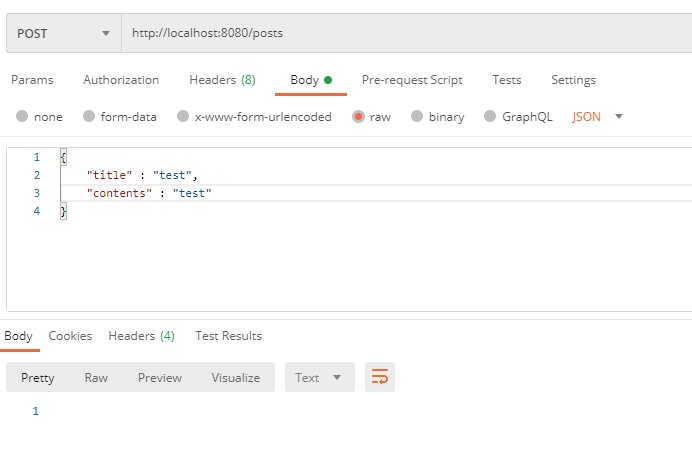 POST http://localhost:8080/posts
Params Authorization Headers (8) Body Pre-request Script Tests Settings
none form-data x-www-form-urlencoded raw binary GraphQL JSON
1 {
2 "title" : "test",
3 "contents" : "test"
4 }
Body Cookies Headers (4) Test Results
Pretty Raw Preview Visualize Text
1